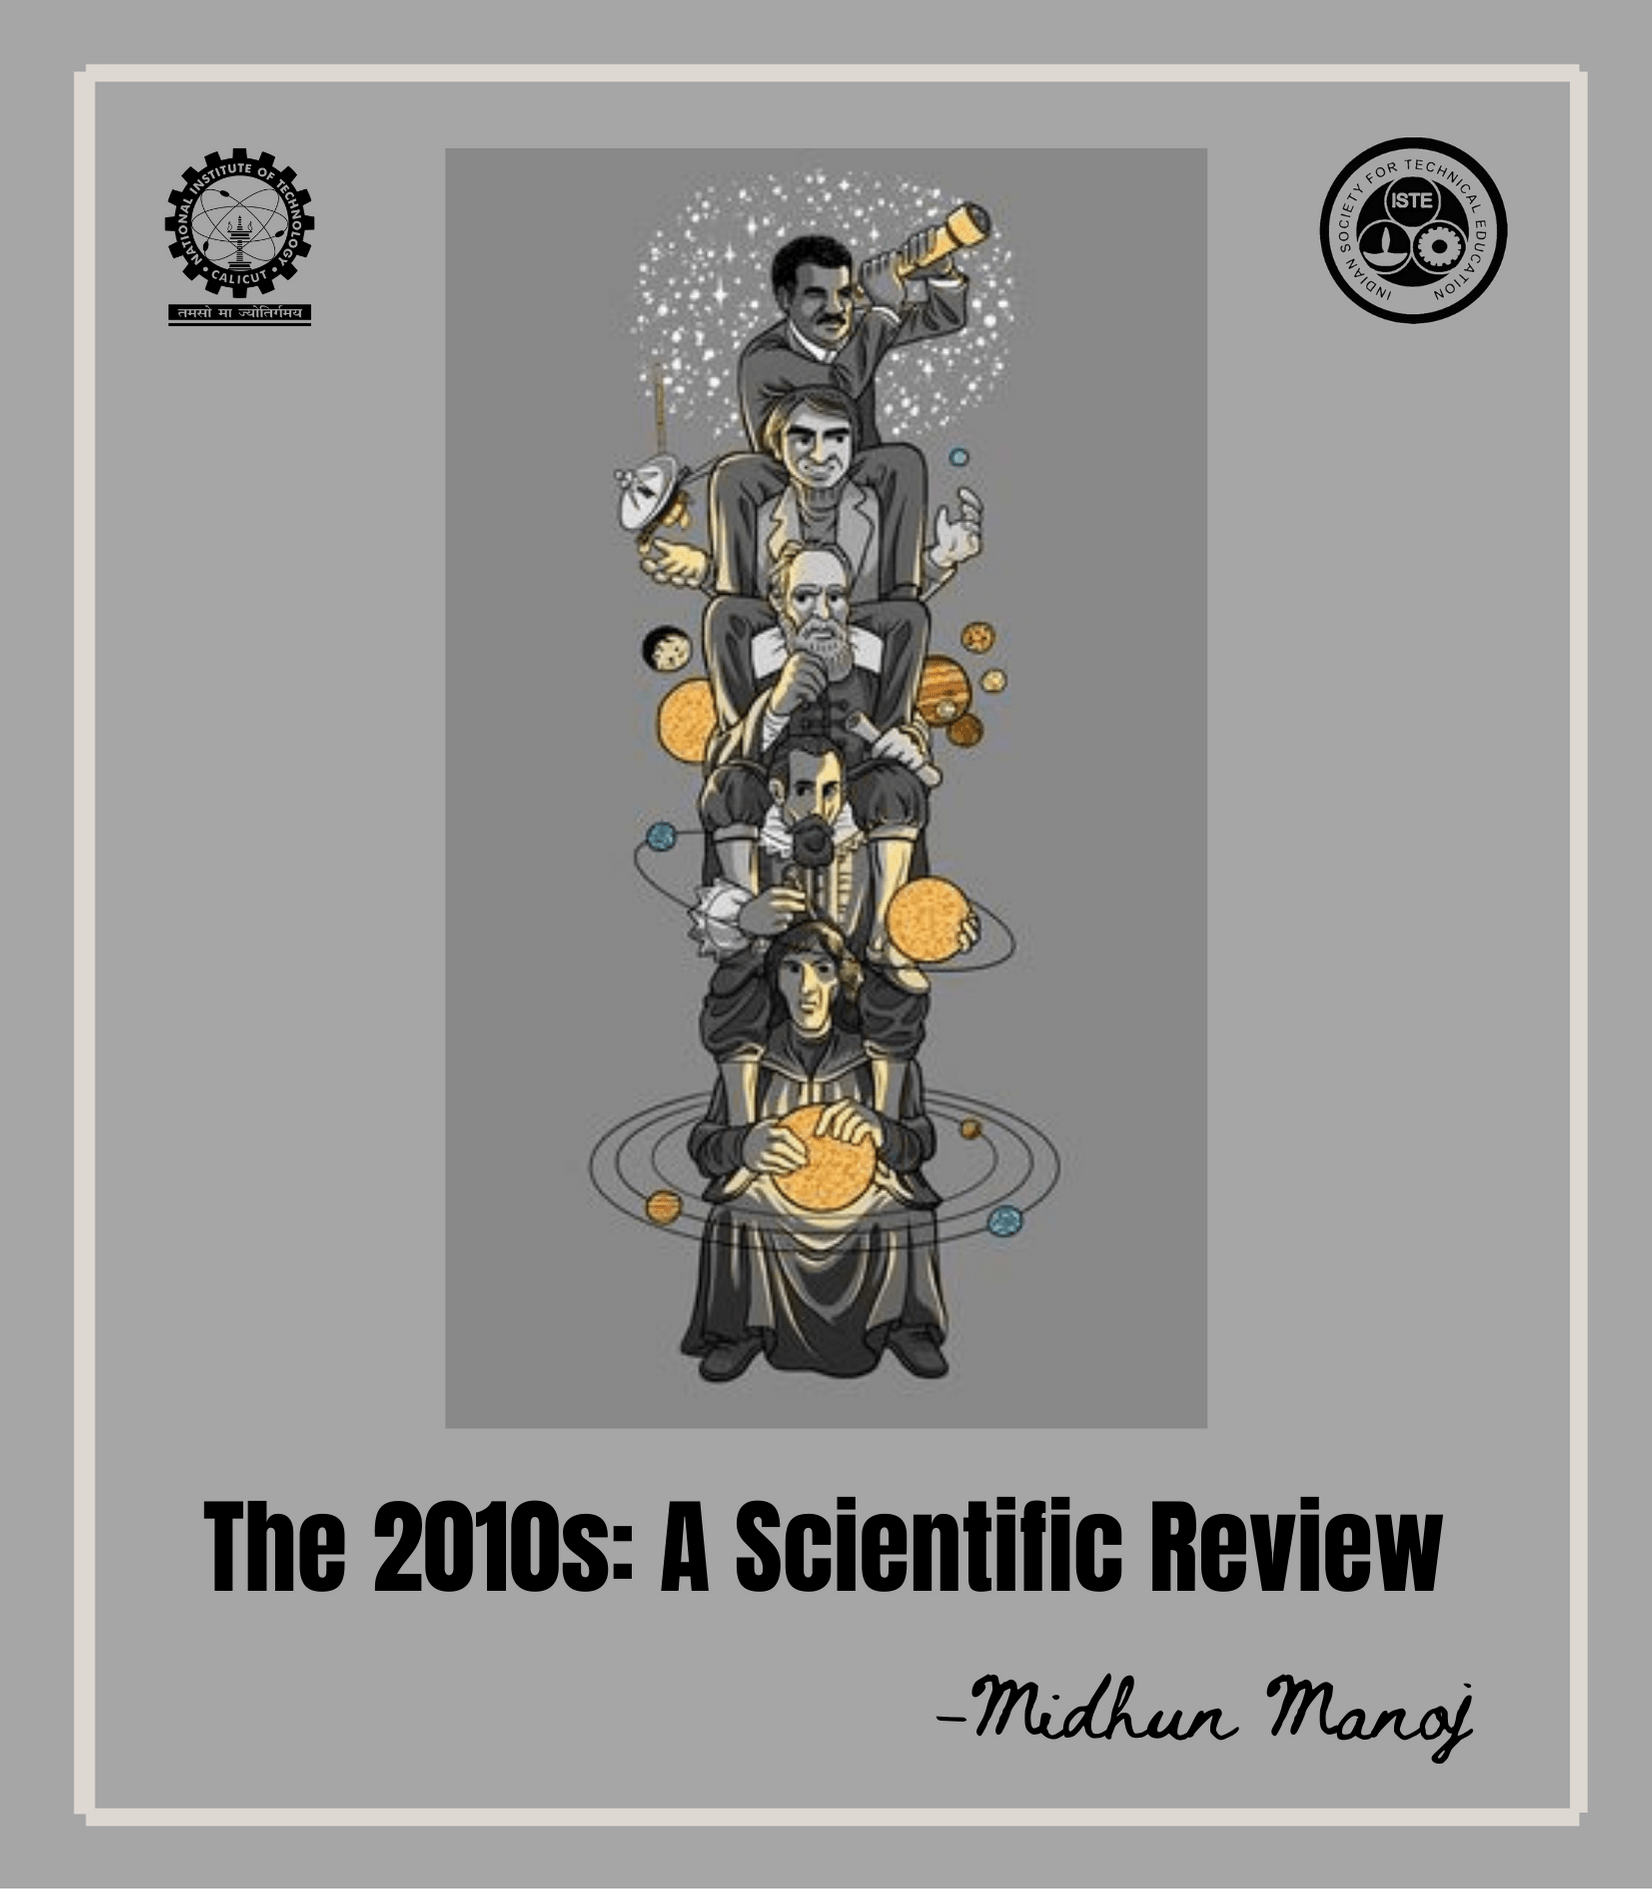 NATIONAL INSTITUTE OF TECHNOLOGY
• CALICUT •
तमसो मा ज्योतिर्गमय
INDIAN SOCIETY FOR TECHNICAL EDUCATION
ISTE
The 2010s: A Scientific Review
-Midhun Manoj